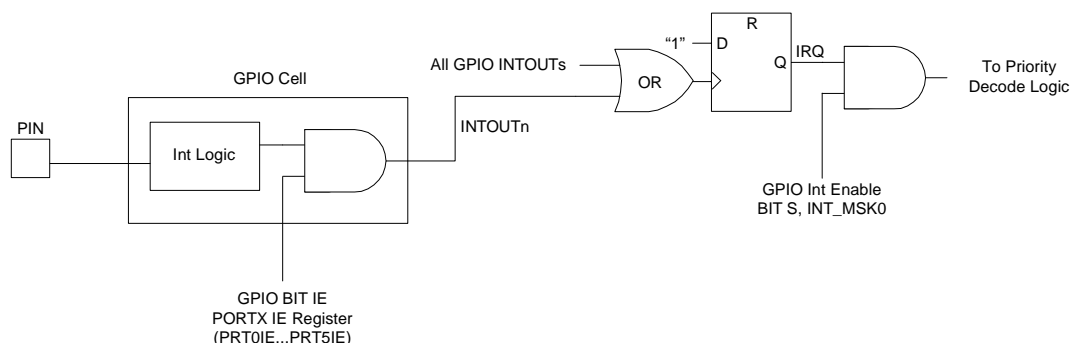 GPIO Cell
PIN
Int Logic
All GPIO INTOUTs
INTOUTn
OR
“1”
R
D
Q
IRQ
To Priority
Decode Logic
GPIO Int Enable
BIT S, INT_MSK0
GPIO BIT IE
PORTX IE Register
(PRT0IE...PRT5IE)